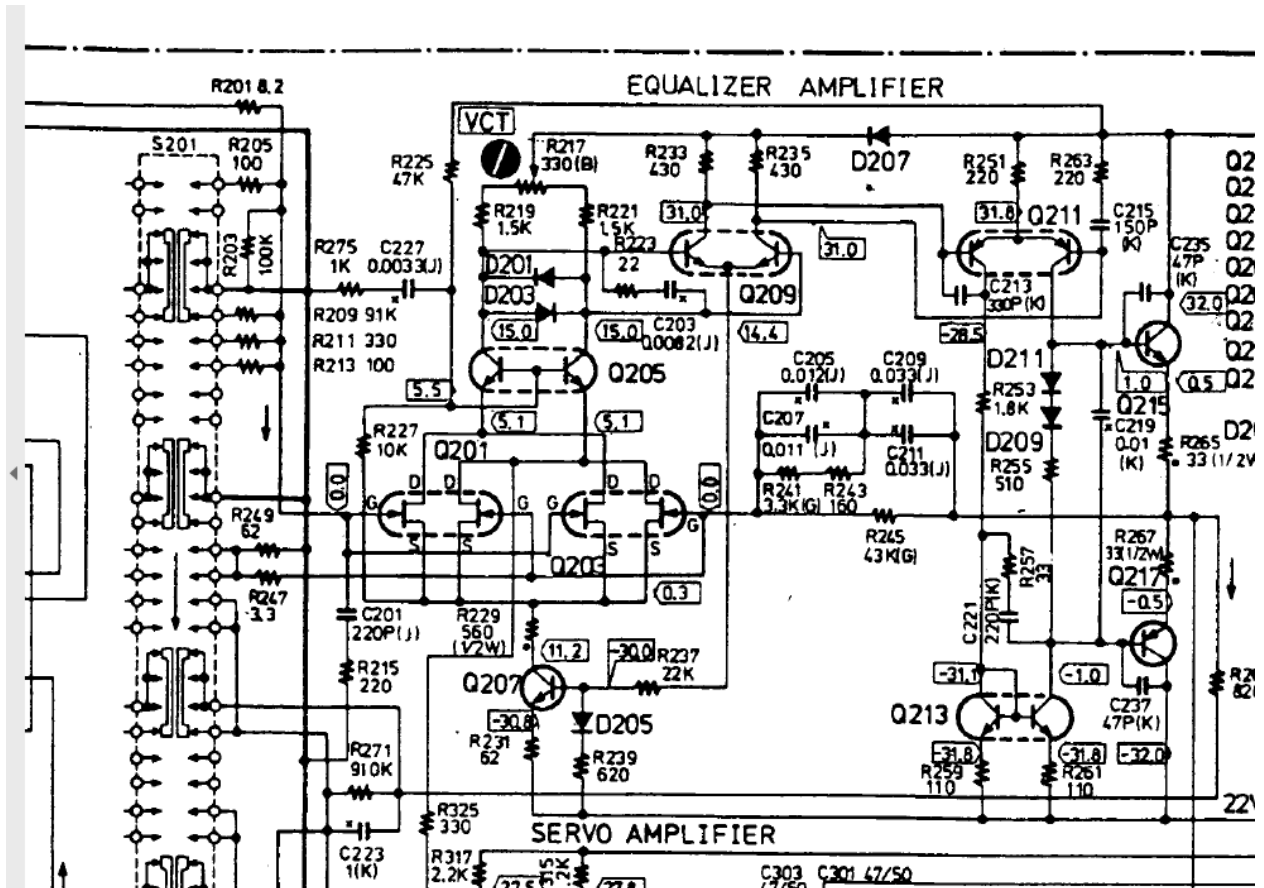 EQUALIZER AMPLIFIER
R201 8.2
S201
R205
100
VCT
R217
330(B)
R225
47K
R233
430
R235
430
D207
R251
220
R263
220
R219
1.5K
R221
1.5K
31.0
31.8
Q211
C215
150P
(K)
R203
100K
R275
1K
C227
0.0033(J)
R223
22
31.0
C235
47P
(K)
D201
D203
Q209
C213
330P(K)
32.0
R209 91K
R211 330
R213 100
15.0
15.0
C203
0.0082(J)
14.4
-28.5
Q205
C205
0.012(J)
C209
0.033(J)
D211
1.0
0.5
5.5
R253
1.8K
Q215
5.1
5.1
C207
0.011 (J)
C211
0.033(J)
D209
C219
0.01
(K)
R265
33 (1/2W
R227
10K
Q201
R255
510
0.0
0.0
D D
D D
G
G
G
G
R241
3.3K(G)
R243
160
R249
62
S S
S S
Q203
R245
43K(G)
R257
33
R267
33(1/2W)
Q217
R247
3.3
0.3
-0.5
C201
220P(J)
R229
560
(1/2W)
C221
220P(K)
11.2
-30.0
R237
22K
R215
220
Q207
-31.1
-1.0
D205
-30.8
Q213
C237
47P(K)
R271
910K
R231
62
R239
620
-31.8
-31.8
-32.0
R259
110
R261
110
R325
330
22V
SERVO AMPLIFIER
C223
1(K)
R317
2.2K
C303
47/50
C301 47/50
27.5
27.8